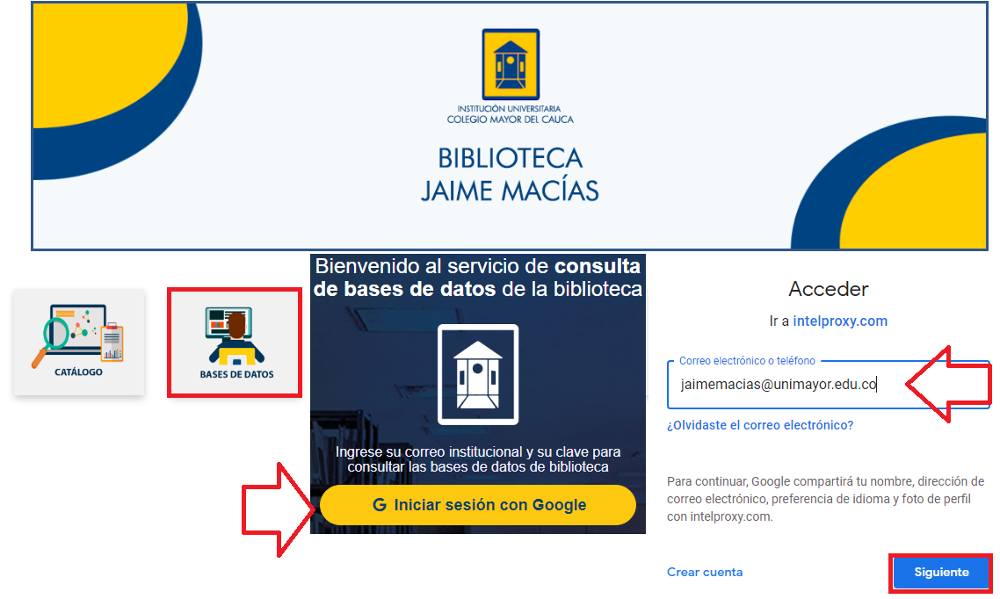 INSTITUCIÓN UNIVERSITARIA
COLEGIO MAYOR DEL CAUCA
BIBLIOTECA
JAIME MACÍAS
CATÁLOGO
BASES DE DATOS
Bienvenido al servicio de consulta
de bases de datos de la biblioteca
Ingrese su correo institucional y su clave para
consultar las bases de datos de biblioteca
G Iniciar sesión con Google
Acceder
Ir a intelproxy.com
Correo electrónico o teléfono
jaimemacias@unimayor.edu.co
¿Olvidaste el correo electrónico?
Para continuar, Google compartirá tu nombre, dirección de
correo electrónico, preferencia de idioma y foto de perfil
con intelproxy.com.
Crear cuenta
Siguiente